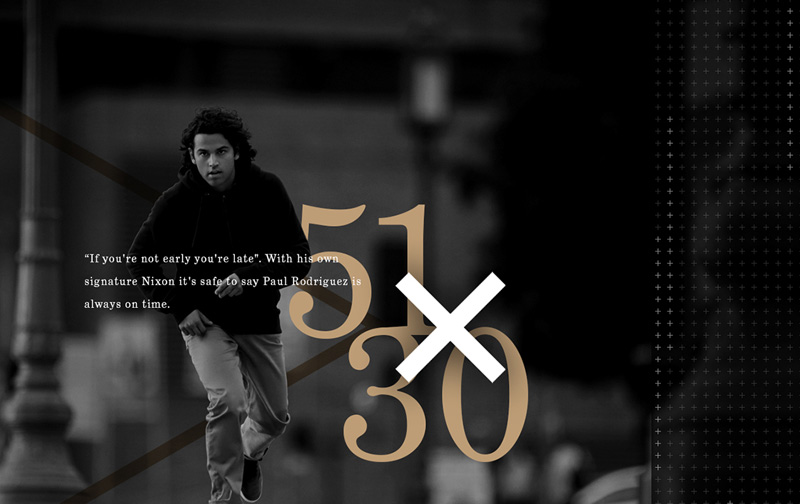 51
“If you're not early you're late". With his own
signature Nixon it's safe to say Paul Rodriguez is
always on time.
30